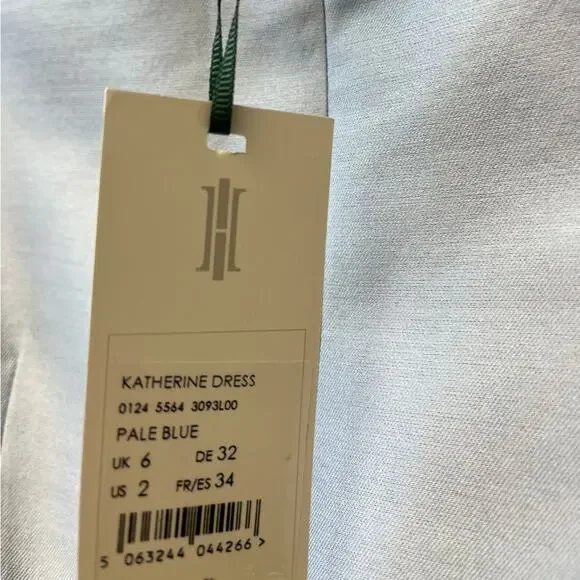 KATHERINE DRESS
0124 5564 3093L00
PALE BLUE
UK 6 DE 32
US 2 FR/ES 34
5 063244 044266 >